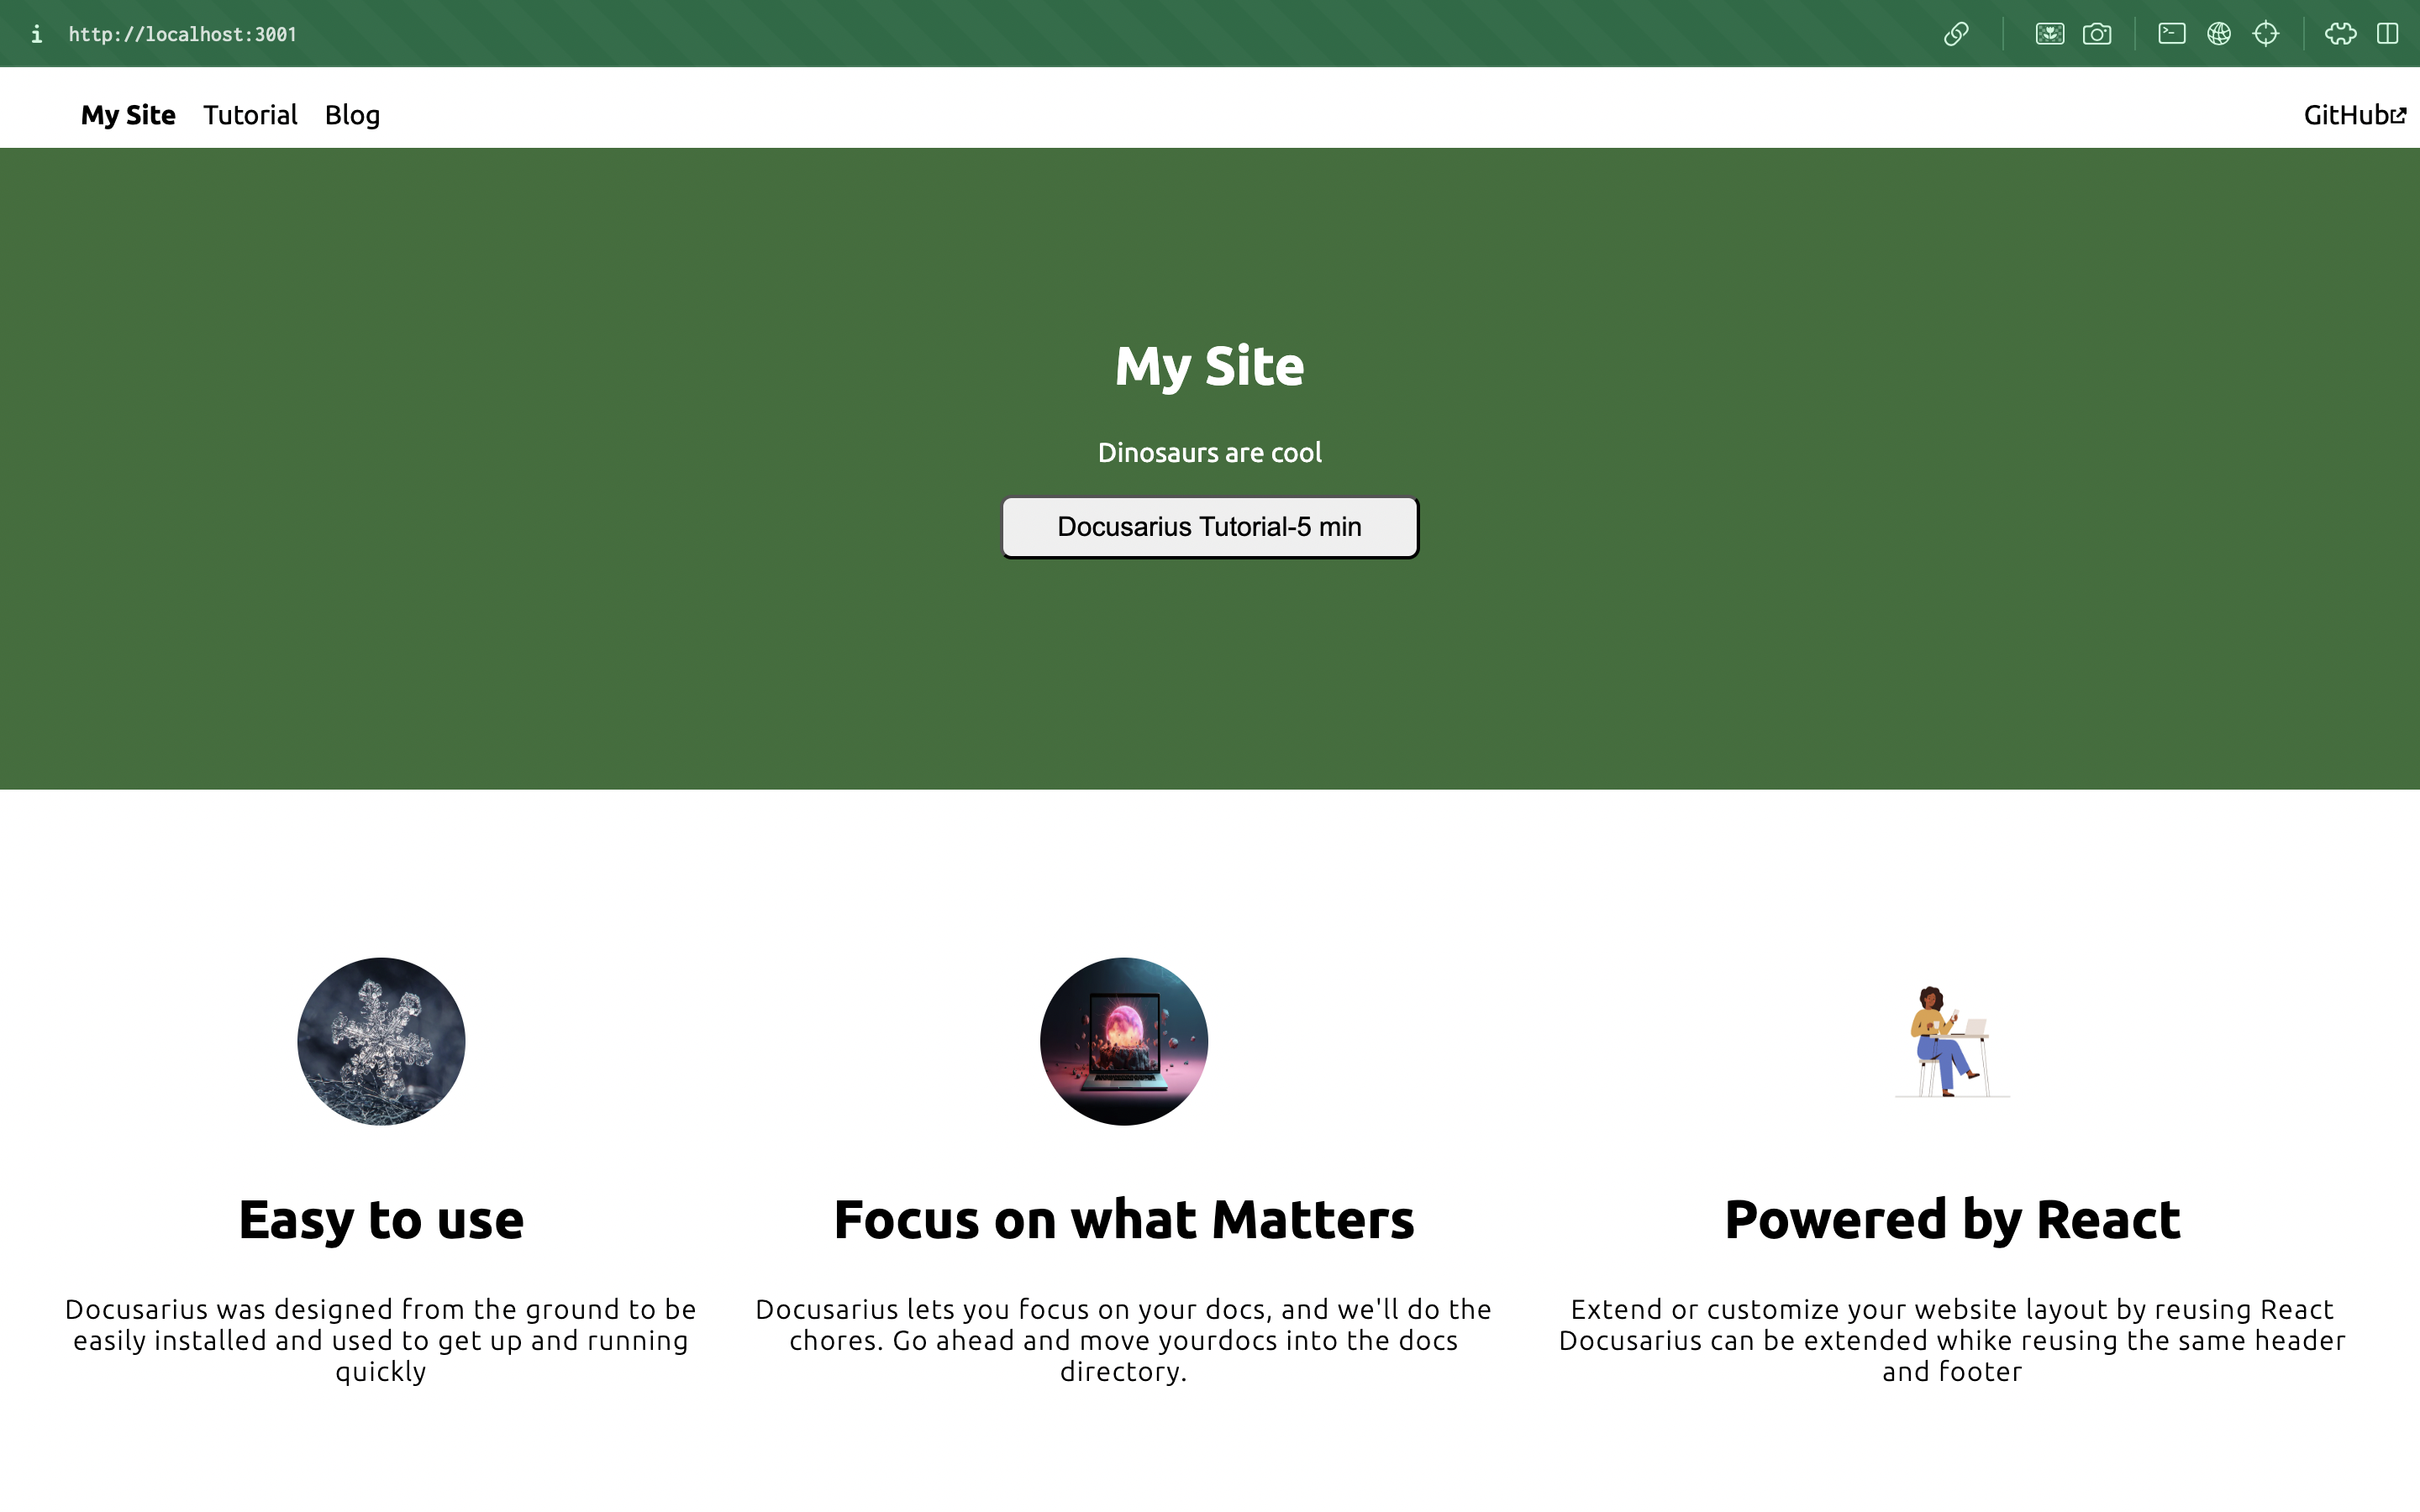 http://localhost:3001
My Site Tutorial Blog GitHub
My Site
Dinosaurs are cool
Docusarius Tutorial-5 min
Easy to use
Docusarius was designed from the ground to be
easily installed and used to get up and running
quickly
Focus on what Matters
Docusarius lets you focus on your docs, and we'll do the
chores. Go ahead and move yourdocs into the docs
directory.
Powered by React
Extend or customize your website layout by reusing React
Docusarius can be extended whike reusing the same header
and footer